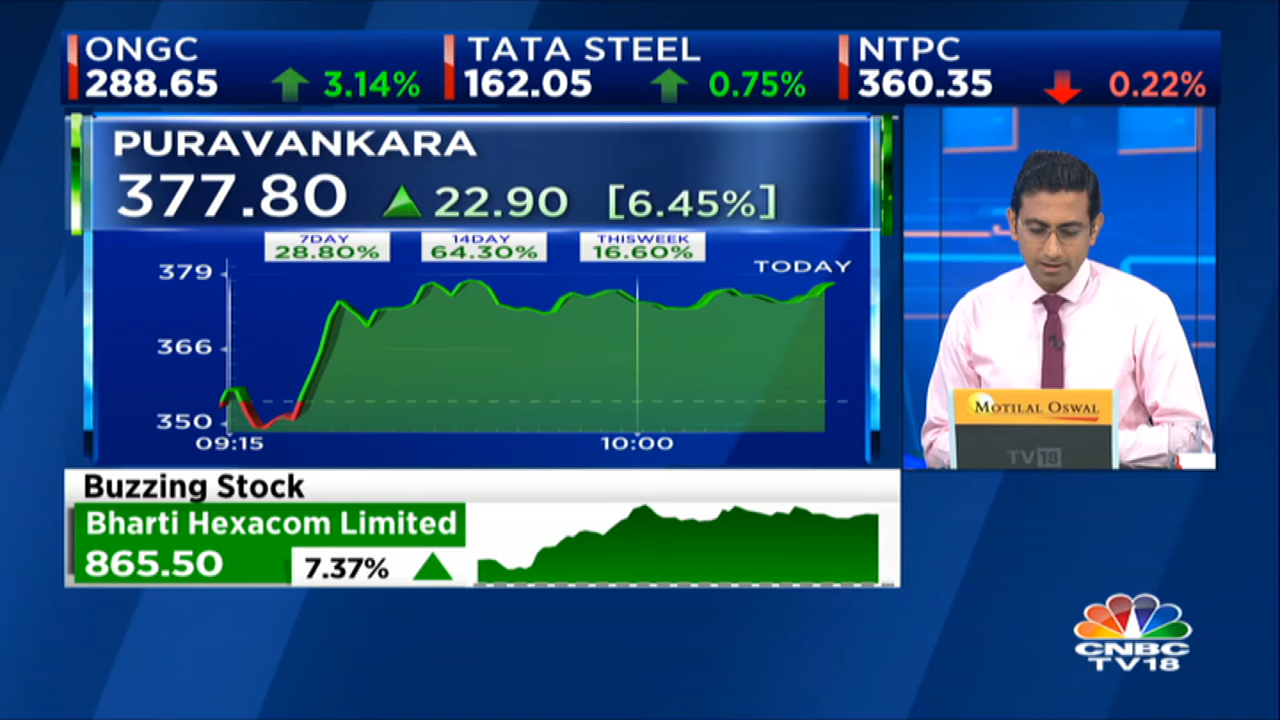 ONGC
288.65 3.14%
TATA STEEL
162.05 0.75%
NTPC
360.35 0.22%
PURAVANKARA
377.80 22.90 [6.45%]
7DAY
28.80%
14DAY
64.30%
THISWEEK
16.60%
TODAY
379
366
350
09:15 10:00
MOTILAL OSWAL
TV18
Buzzing Stock
Bharti Hexacom Limited
865.50 7.37%
CNBC
TV18